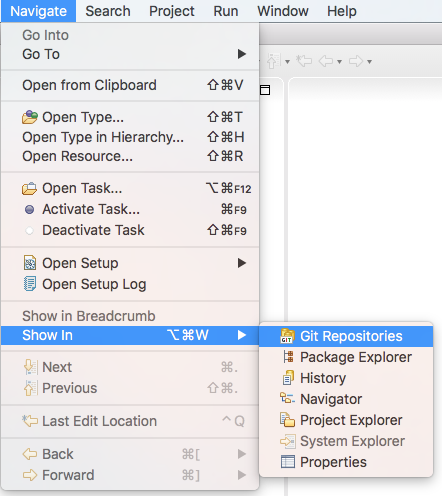 Navigate Search Project Run Window Help
Go Into
Go To
Open from Clipboard ⇧⌘V
Open Type... ⇧⌘T
Open Type in Hierarchy... ⇧⌘H
Open Resource... ⇧⌘R
Open Task... ⌥⌘F12
Activate Task... ⌘F9
Deactivate Task ⇧⌘F9
Open Setup
Open Setup Log
Show in Breadcrumb
Show In ⌥⌘W
GIT Git Repositories
Package Explorer
History
Navigator
Project Explorer
System Explorer
Properties
Next ⌘.
Previous ⇧⌘.
Last Edit Location ^Q
Back ⌘[
Forward ⌘]